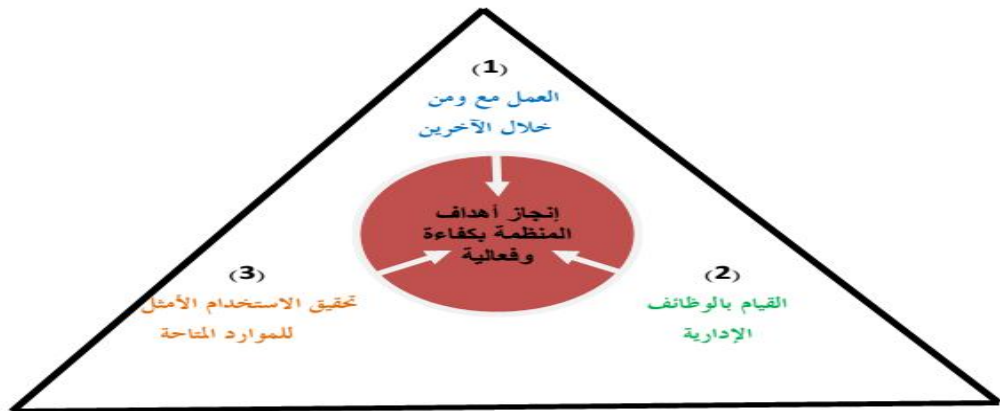 (1)
العمل مع ومن
خلال الآخرين
إنجاز أهداف
المنظمة بكفاءة
وفعالية
(2)
القيام بالوظائف
الإدارية
(3)
تحقيق الاستخدام الأمثل
للموارد المتاحة